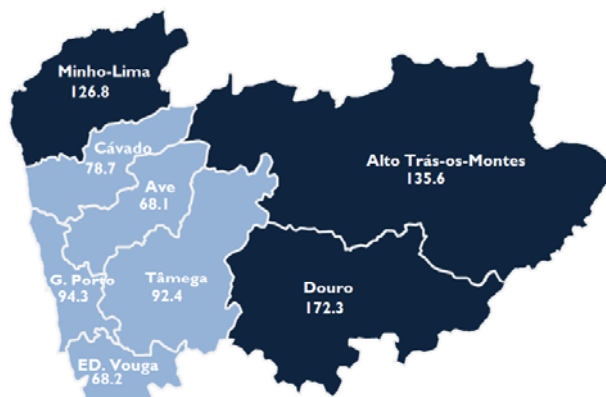 Minho-Lima
126.8
Cávado
78.7
Ave
68.1
Alto Trás-os-Montes
135.6
G. Porto
94.3
Tâmega
92.4
Douro
172.3
ED. Vouga
68.2